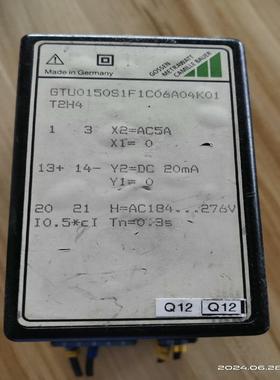 Made in Germany
GOSSEN
METRAWATT
CAMILLE BAUER
GTU0150S1F1C06A04K01
T2H4
1 3 X2=AC5A
X1= 0
13+ 14- Y2=DC 20mA
Y1= 0
20 21 H=AC184...276V
I0.5*cI Tn=0.3s
Q12 Q12
2024.06.28